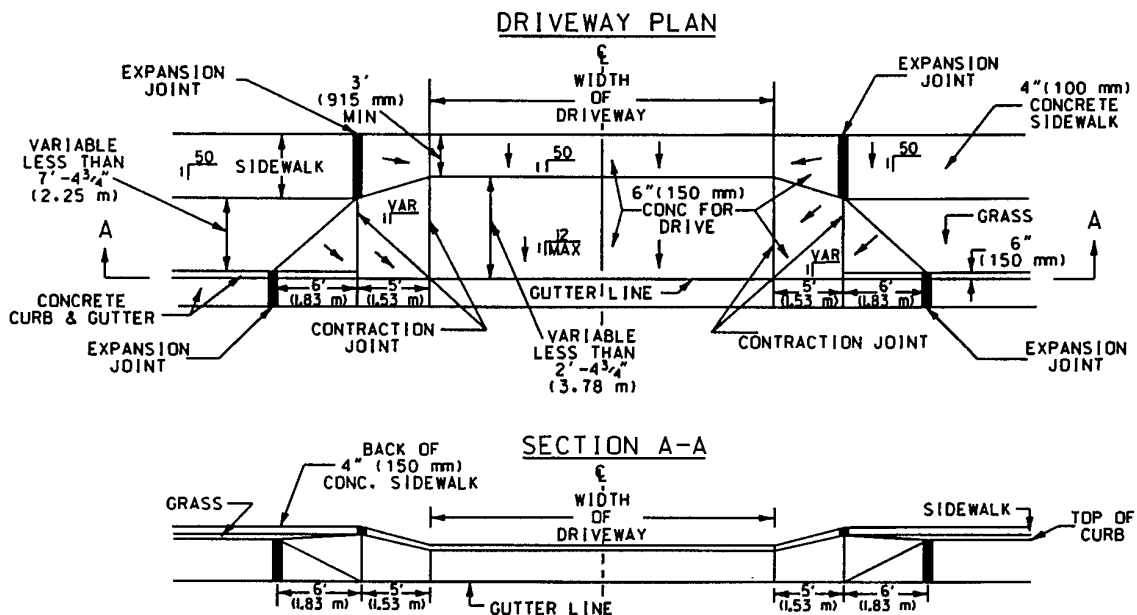 DRIVEWAY PLAN
℄
EXPANSION
JOINT
3'
(915 mm)
MIN
WIDTH
OF
DRIVEWAY
EXPANSION
JOINT
4" (100 mm)
CONCRETE
SIDEWALK
VARIABLE
LESS THAN
7'-4¾"
(2.25 m)
1 50
SIDEWALK
1 50
1 50
6" (150 mm)
CONC FOR
DRIVE
GRASS
A
A
1 VAR
1 12
MAX
1 VAR
6"
(150 mm)
6'
(1.83 m)
5'
(1.53 m)
GUTTER LINE
5'
(1.53 m)
6'
(1.83 m)
CONCRETE
CURB & GUTTER
EXPANSION
JOINT
CONTRACTION
JOINT
VARIABLE
LESS THAN
2'-4¾"
(3.78 m)
CONTRACTION JOINT
EXPANSION
JOINT
SECTION A-A
℄
BACK OF
4" (150 mm)
CONC. SIDEWALK
GRASS
WIDTH
OF
DRIVEWAY
SIDEWALK
TOP OF
CURB
6'
(1.83 m)
5'
(1.53 m)
GUTTER LINE
5'
(1.53 m)
6'
(1.83 m)